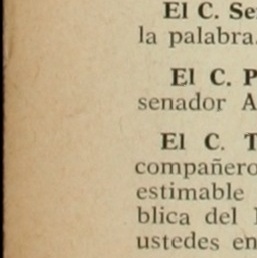 El C. Se
la palabra.
El C. P
senador A
El C. T
compañero
estimable
blica del
ustedes en